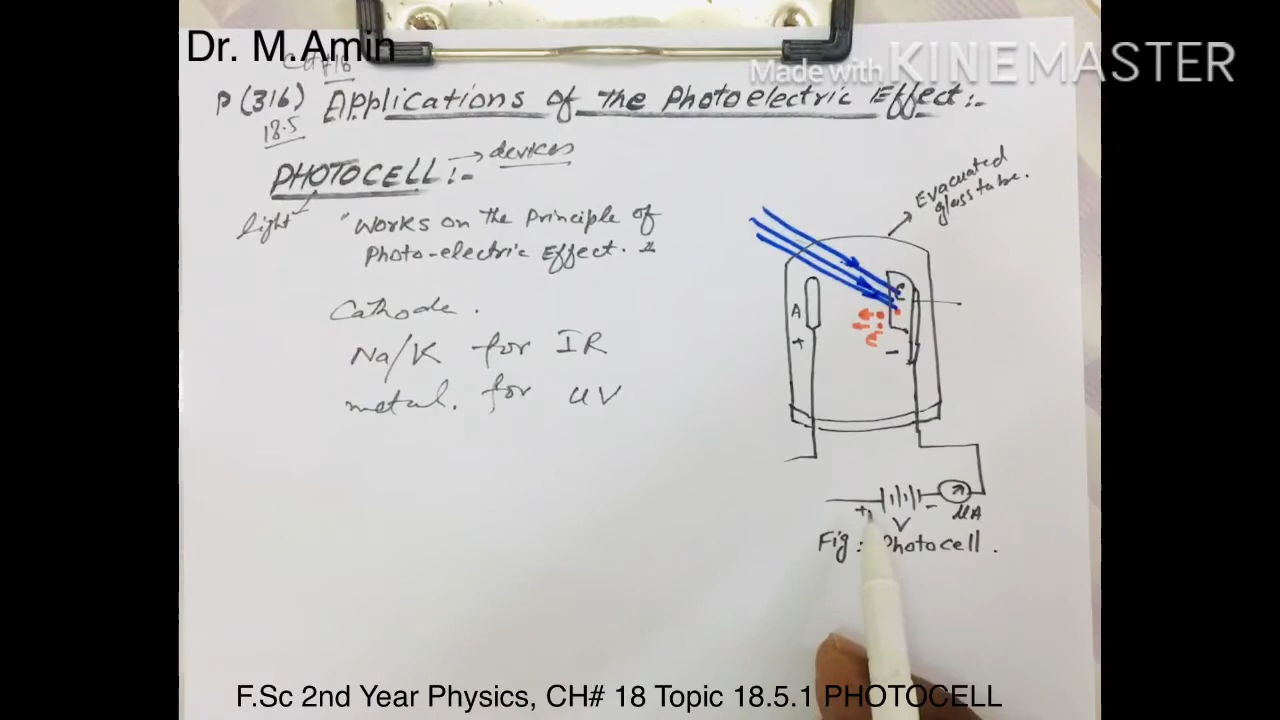 Dr. M.Amin
Made with KINEMASTER
P(316) Applications of the Photoelectric Effect:-
18.5
PHOTOCELL:- → devices
light
"Works on the Principle of
Photo-electric Effect. "
Cathode.
Na/K for IR
metal. for UV
Evacuated
glass tube.
A
+
C
e
-
+
-
V
μA
Fig: Photocell.
F.Sc 2nd Year Physics, CH# 18 Topic 18.5.1 PHOTOCELL